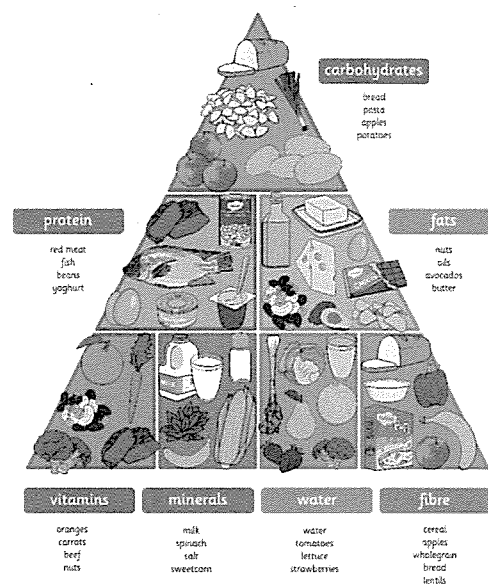 carbohydrates
bread
pasta
apples
potatoes
protein
red meat
fish
beans
yoghurt
fats
nuts
oils
avocados
butter
vitamins
oranges
carrots
beef
nuts
minerals
milk
spinach
salt
sweetcorn
water
water
tomatoes
lettuce
strawberries
fibre
cereal
apples
wholegrain
bread
lentils